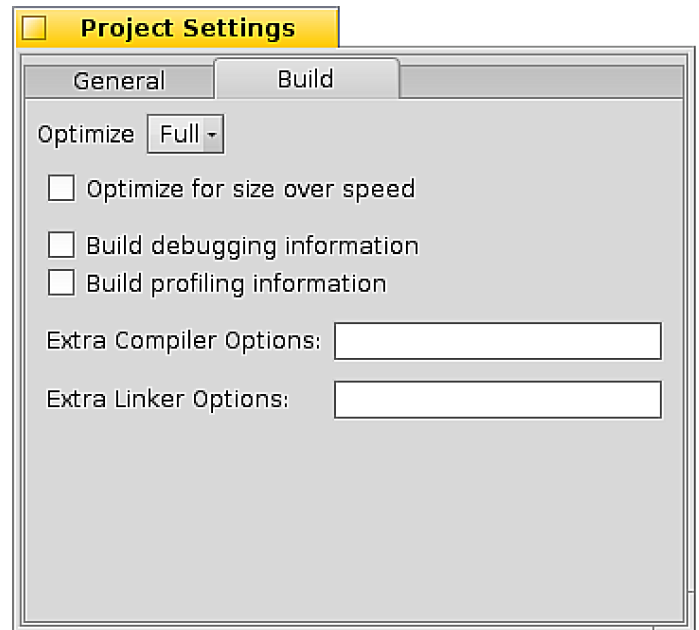 Project Settings
General Build
Optimize Full
Optimize for size over speed
Build debugging information
Build profiling information
Extra Compiler Options:
Extra Linker Options: